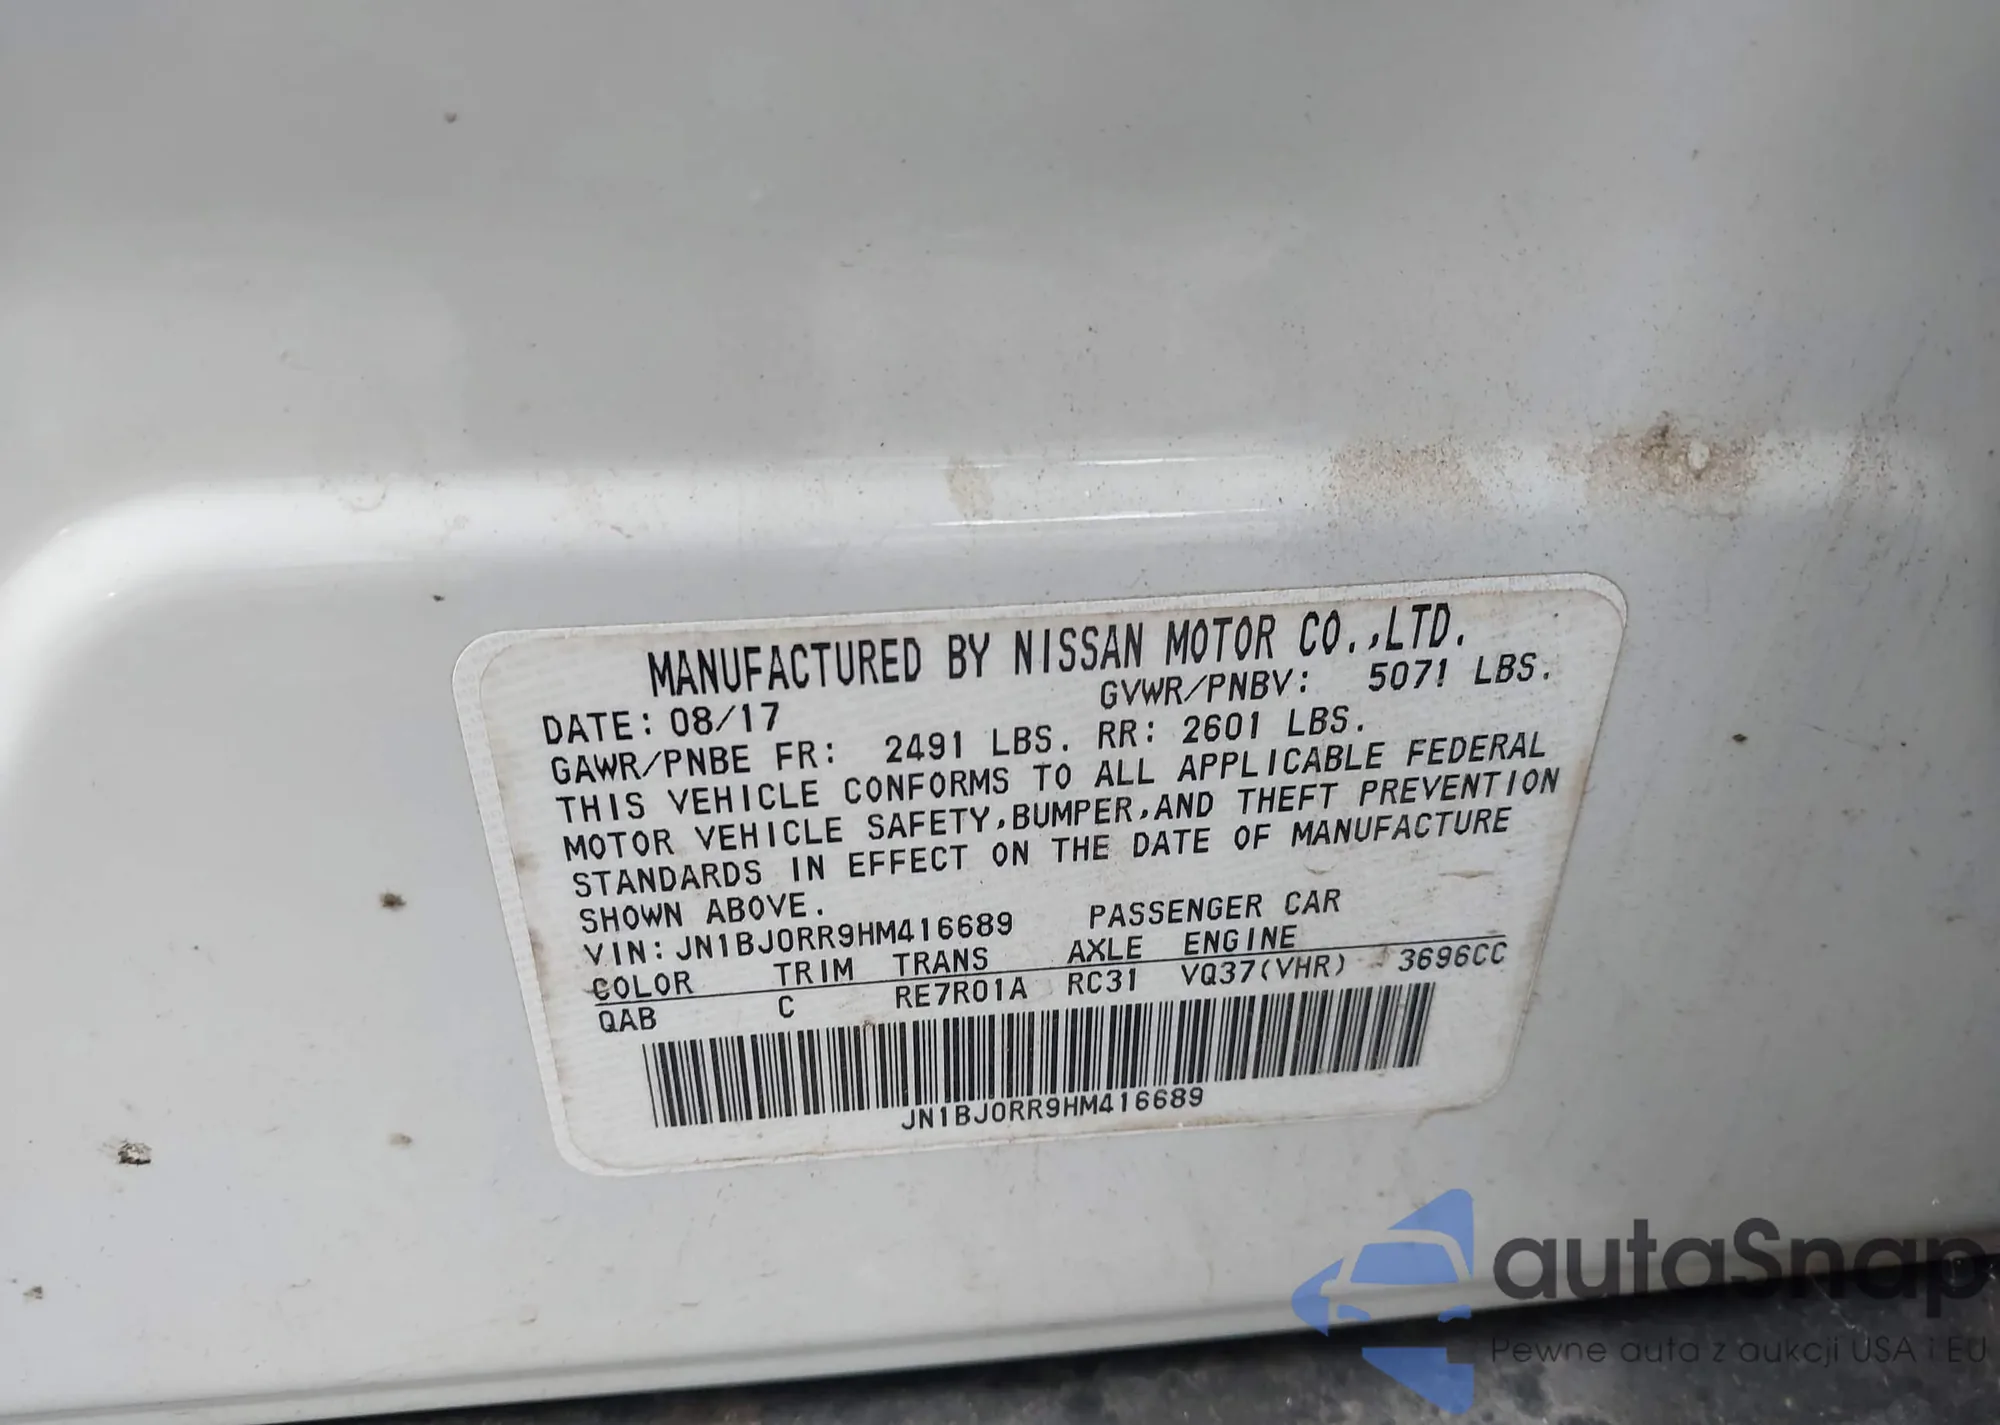 MANUFACTURED BY NISSAN MOTOR CO.,LTD.
DATE: 08/17 GVWR/PNBV: 5071 LBS.
GAWR/PNBE FR: 2491 LBS. RR: 2601 LBS.
THIS VEHICLE CONFORMS TO ALL APPLICABLE FEDERAL
MOTOR VEHICLE SAFETY,BUMPER,AND THEFT PREVENTION
STANDARDS IN EFFECT ON THE DATE OF MANUFACTURE
SHOWN ABOVE.
VIN: JN1BJ0RR9HM416689 PASSENGER CAR
COLOR TRIM TRANS AXLE ENGINE
QAB C RE7R01A RC31 VQ37(VHR) 3696CC
JN1BJ0RR9HM416689
autaSnap
Pewne auta z aukcji USA i EU